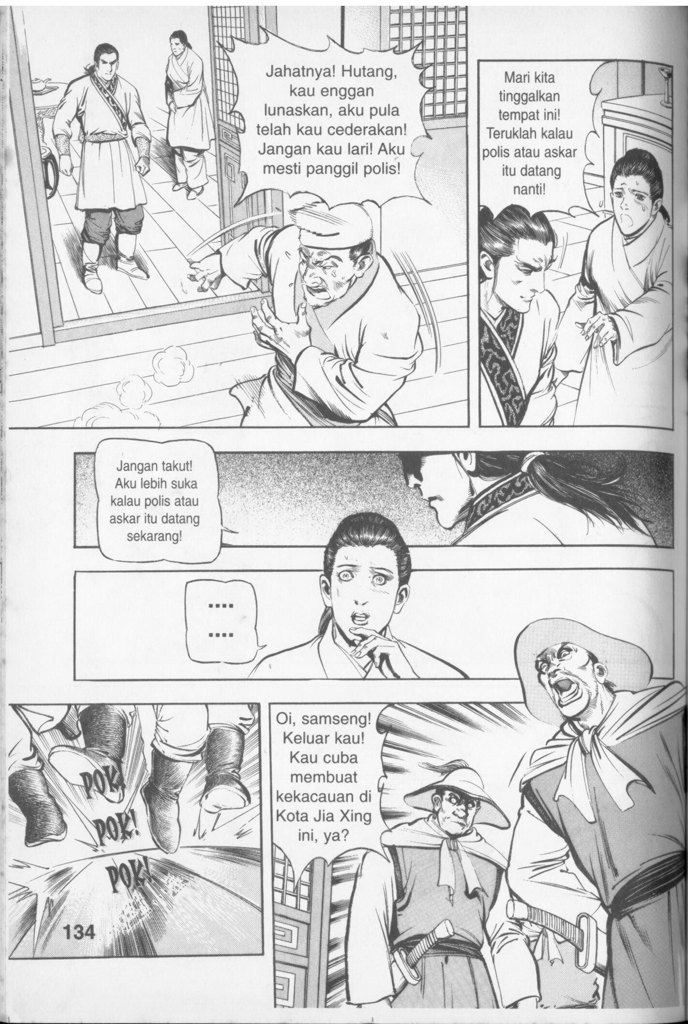 Jahatnya! Hutang,
kau enggan
lunaskan, aku pula
telah kau cederakan!
Jangan kau lari! Aku
mesti panggil polis!
Mari kita
tinggalkan
tempat ini!
Teruklah kalau
polis atau askar
itu datang
nanti!
Jangan takut!
Aku lebih suka
kalau polis atau
askar itu datang
sekarang!
....
....
POK!
POK!
POK!
Oi, samseng!
Keluar kau!
Kau cuba
membuat
kekacauan di
Kota Jia Xing
ini, ya?
134